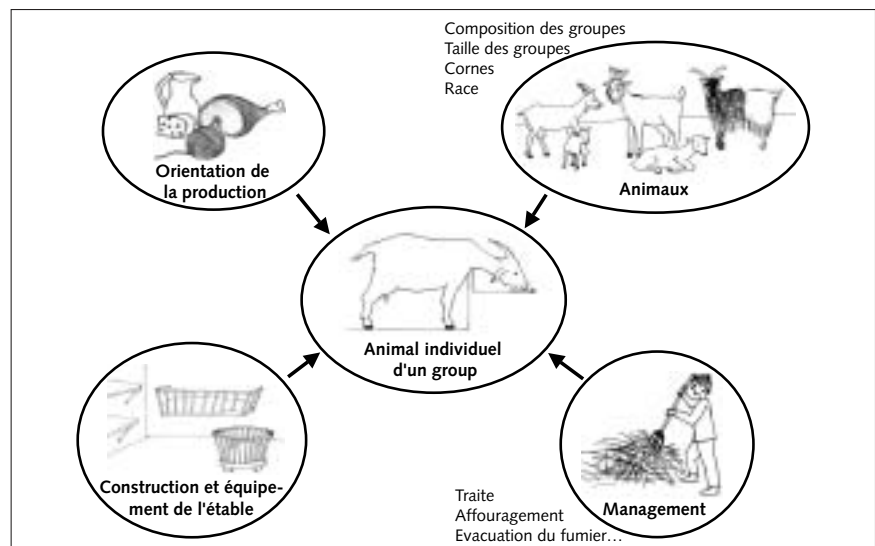 Composition des groupes
Taille des groupes
Cornes
Race
Orientation de
la production
Animaux
Animal individuel
d'un group
Construction et équipe-
ment de l'étable
Traite
Affouragement
Evacuation du fumier...
Management